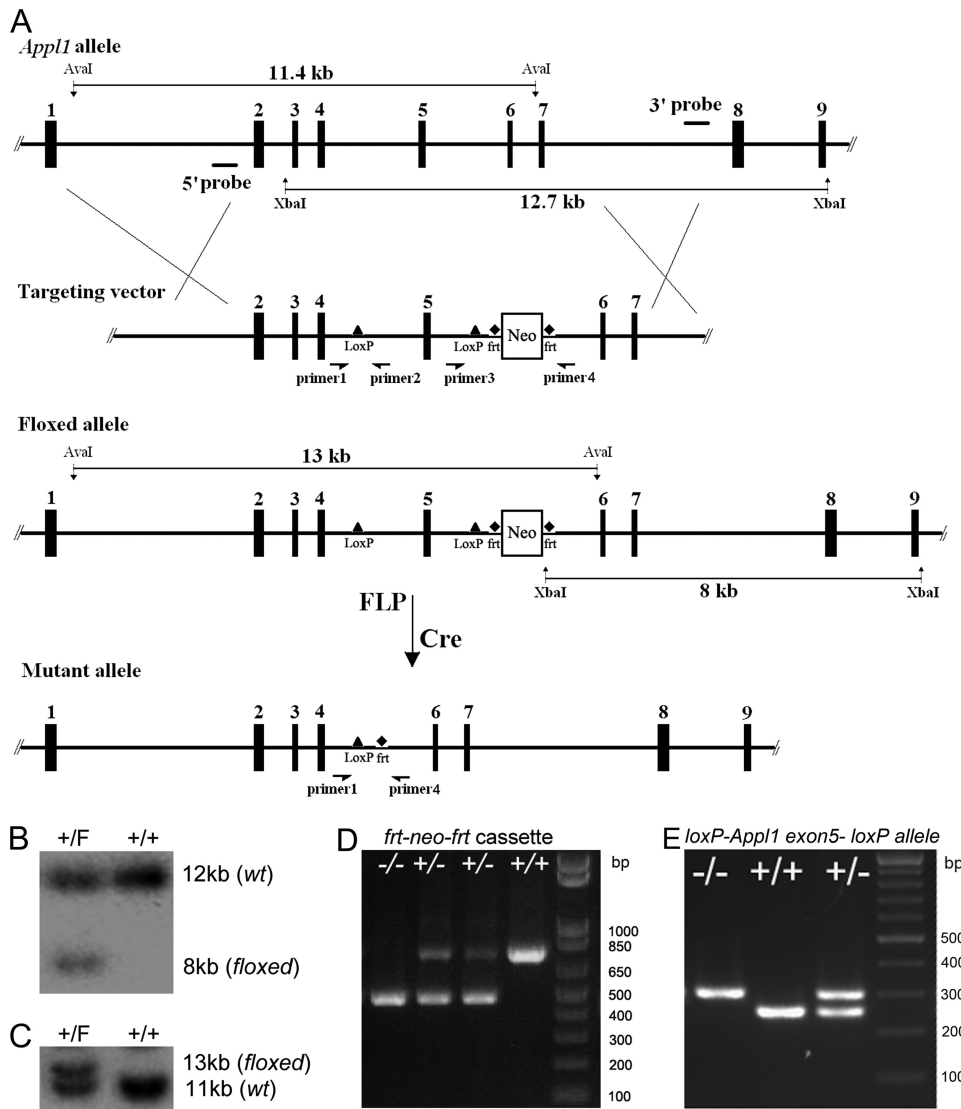 A
Appl1 allele
AvaI 11.4 kb AvaI
1 2 3 4 5 6 7 3' probe 8 9
5' probe
XbaI 12.7 kb XbaI
Targeting vector
2 3 4 5 6 7
LoxP LoxP frt Neo frt
primer1 primer2 primer3 primer4
Floxed allele
AvaI 13 kb AvaI
1 2 3 4 5 6 7 8 9
LoxP LoxP frt Neo frt
XbaI 8 kb XbaI
FLP
Cre
Mutant allele
1 2 3 4 6 7 8 9
LoxP frt
primer1 primer4
B
+/F +/+
12kb (wt)
8kb (floxed)
C
+/F +/+
13kb (floxed)
11kb (wt)
D
frt-neo-frt cassette
-/- +/- +/- +/+ bp
1000
850
650
500
400
300
200
100
E
loxP-Appl1 exon5- loxP allele
-/- +/+ +/- bp
500
400
300
200
100